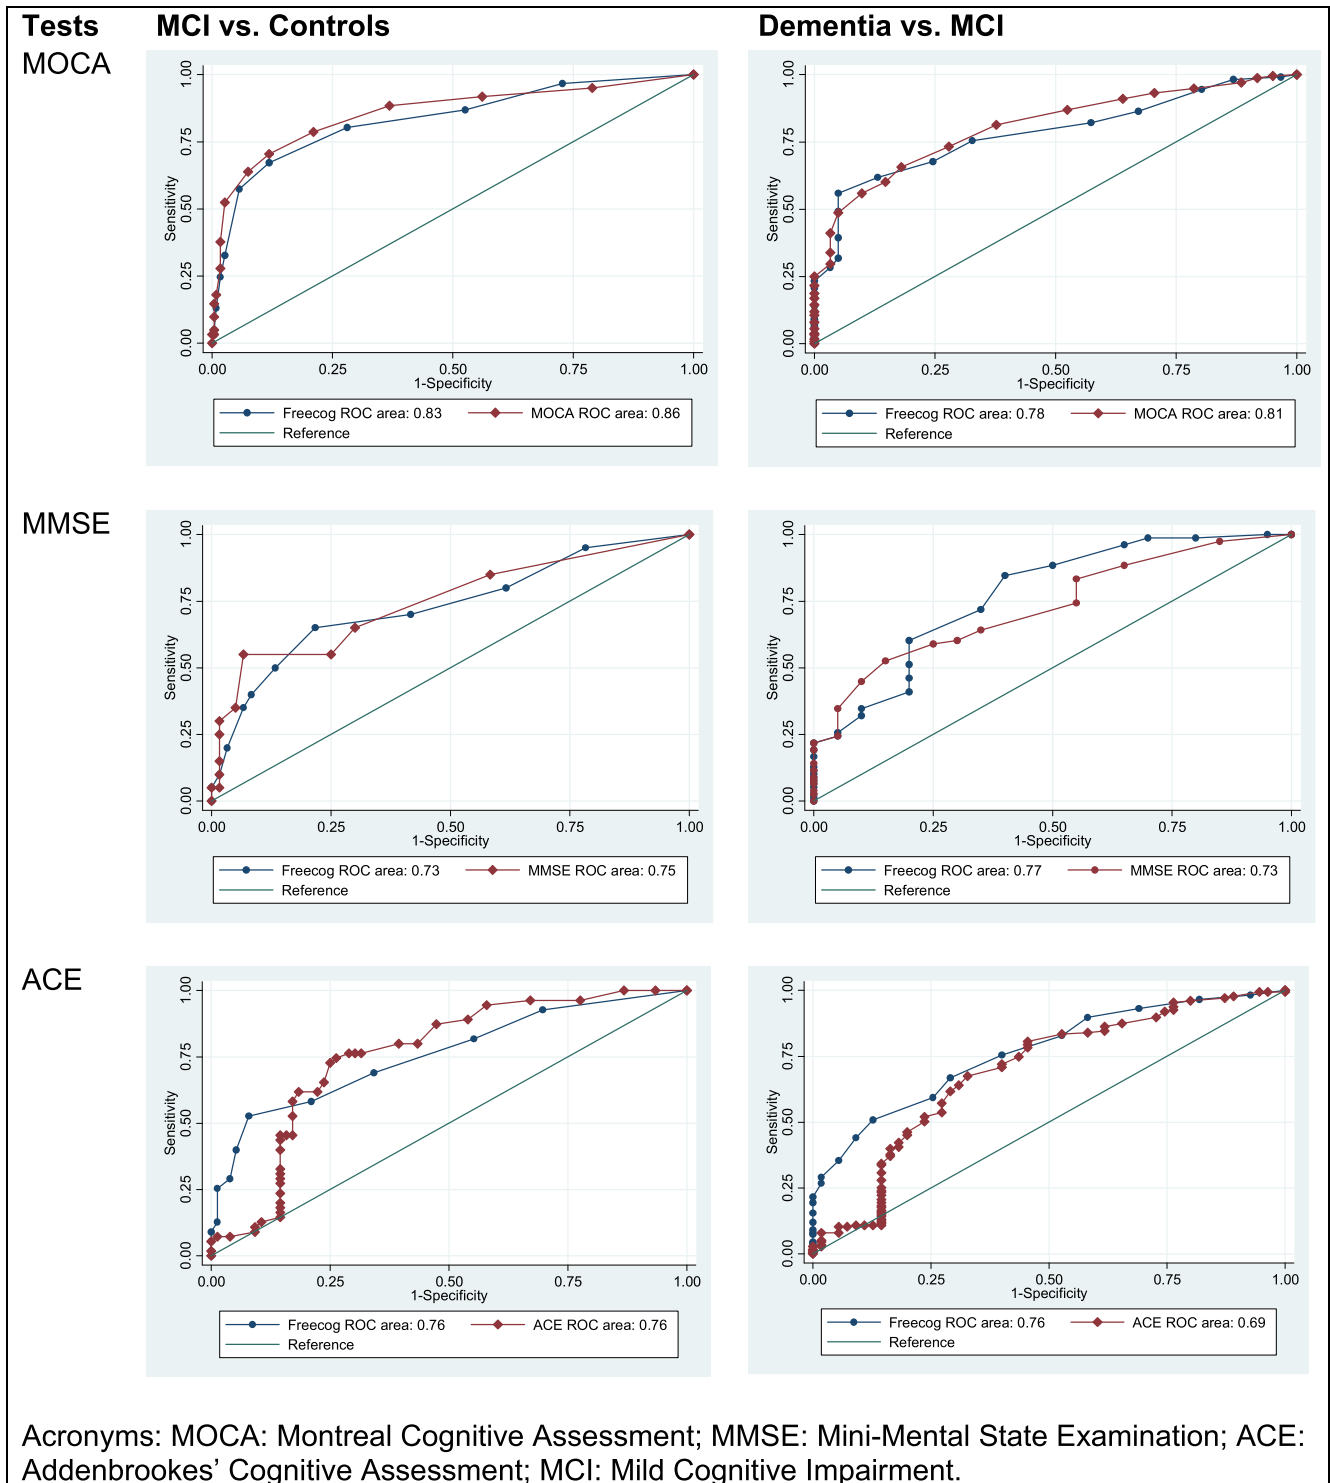 Tests MCI vs. Controls Dementia vs. MCI
MOCA
1.00
0.75
0.50
0.25
0.00
Sensitivity
0.00 0.25 0.50 0.75 1.00
1-Specificity
Freecog ROC area: 0.83 MOCA ROC area: 0.86
Reference
1.00
0.75
0.50
0.25
0.00
Sensitivity
0.00 0.25 0.50 0.75 1.00
1-Specificity
Freecog ROC area: 0.78 MOCA ROC area: 0.81
Reference
MMSE
1.00
0.75
0.50
0.25
0.00
Sensitivity
0.00 0.25 0.50 0.75 1.00
1-Specificity
Freecog ROC area: 0.73 MMSE ROC area: 0.75
Reference
1.00
0.75
0.50
0.25
0.00
Sensitivity
0.00 0.25 0.50 0.75 1.00
1-Specificity
Freecog ROC area: 0.77 MMSE ROC area: 0.73
Reference
ACE
1.00
0.75
0.50
0.25
0.00
Sensitivity
0.00 0.25 0.50 0.75 1.00
1-Specificity
Freecog ROC area: 0.76 ACE ROC area: 0.76
Reference
1.00
0.75
0.50
0.25
0.00
Sensitivity
0.00 0.25 0.50 0.75 1.00
1-Specificity
Freecog ROC area: 0.76 ACE ROC area: 0.69
Reference
Acronyms: MOCA: Montreal Cognitive Assessment; MMSE: Mini-Mental State Examination; ACE:
Addenbrookes’ Cognitive Assessment; MCI: Mild Cognitive Impairment.